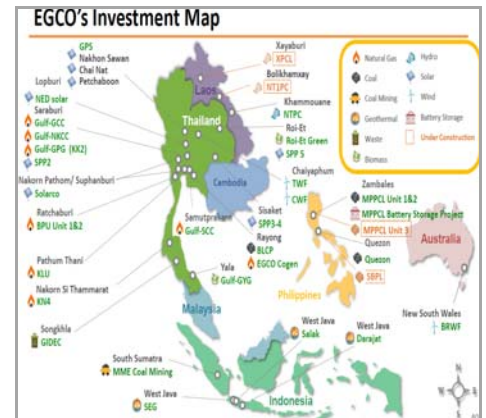 EGCO's Investment Map
GPS
Nakhon Sawan
Chai Nat
Petchaboon
Lopburi
NED solar
Saraburi
Gulf-GCC
Gulf-NKCC
Gulf-GPG (KK2)
SPP2
Nakorn Pathom/ Suphanburi
Solarco
Ratchaburi
BPU Unit 1&2
Pathum Thani
KLU
Nakorn Si Thammarat
KN4
Songkhla
GIDEC
Xayaburi
XPCL
Bolikhamxay
NT1PC
Khammouane
NTPC
Roi-Et
Roi-Et Green
SPP 5
Chaiyaphum
TWF
CWF
Sisaket
SPP3-4
Rayong
BLCP
EGCO Cogen
Samutprakarn
Gulf-SCC
Yala
Gulf-GYG
Laos
Thailand
Cambodia
Malaysia
Philippines
Indonesia
Australia
Natural Gas
Coal
Coal Mining
Geothermal
Waste
Biomass
Hydro
Solar
Wind
Battery Storage
Under Construction
Zambales
MPPCL Unit 1&2
MPPCL Battery Storage Project
MPPCL Unit 3
Quezon
Quezon
SBPL
New South Wales
BRWF
South Sumatra
MME Coal Mining
West Java
SEG
West Java
Salak
West Java
Darajat
N